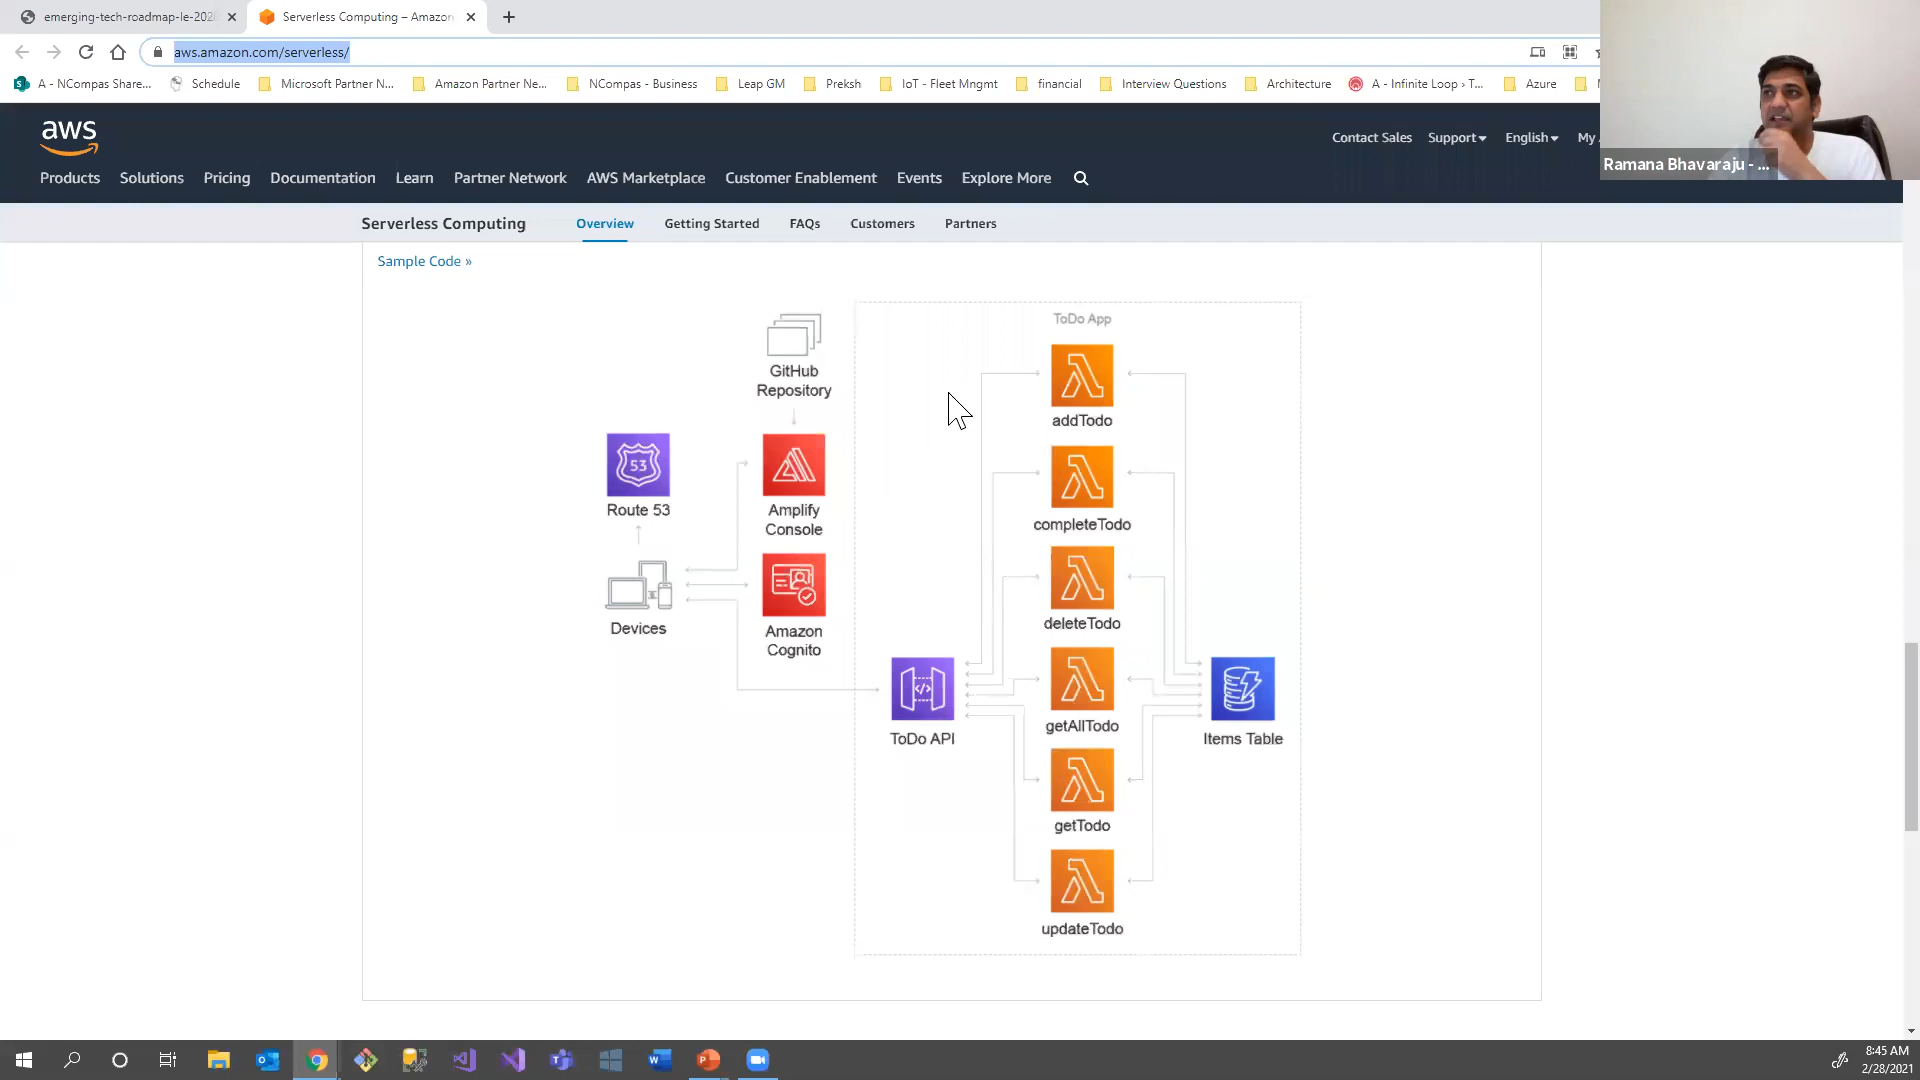 emerging-tech-roadmap-le-202
Serverless Computing – Amazon
aws.amazon.com/serverless/
A - NCompas Share...
Schedule
Microsoft Partner N...
Amazon Partner Ne...
NCompas - Business
Leap GM
Preksh
IoT - Fleet Mngmt
financial
Interview Questions
Architecture
A - Infinite Loop › T...
Azure
aws
Contact Sales
Support
English
My
Products
Solutions
Pricing
Documentation
Learn
Partner Network
AWS Marketplace
Customer Enablement
Events
Explore More
Ramana Bhavaraju - ...
Serverless Computing
Overview
Getting Started
FAQs
Customers
Partners
Sample Code »
ToDo App
GitHub
Repository
addTodo
53
Route 53
Amplify
Console
completeTodo
Devices
Amazon
Cognito
deleteTodo
ToDo API
getAllTodo
Items Table
getTodo
updateTodo
8:45 AM
2/28/2021